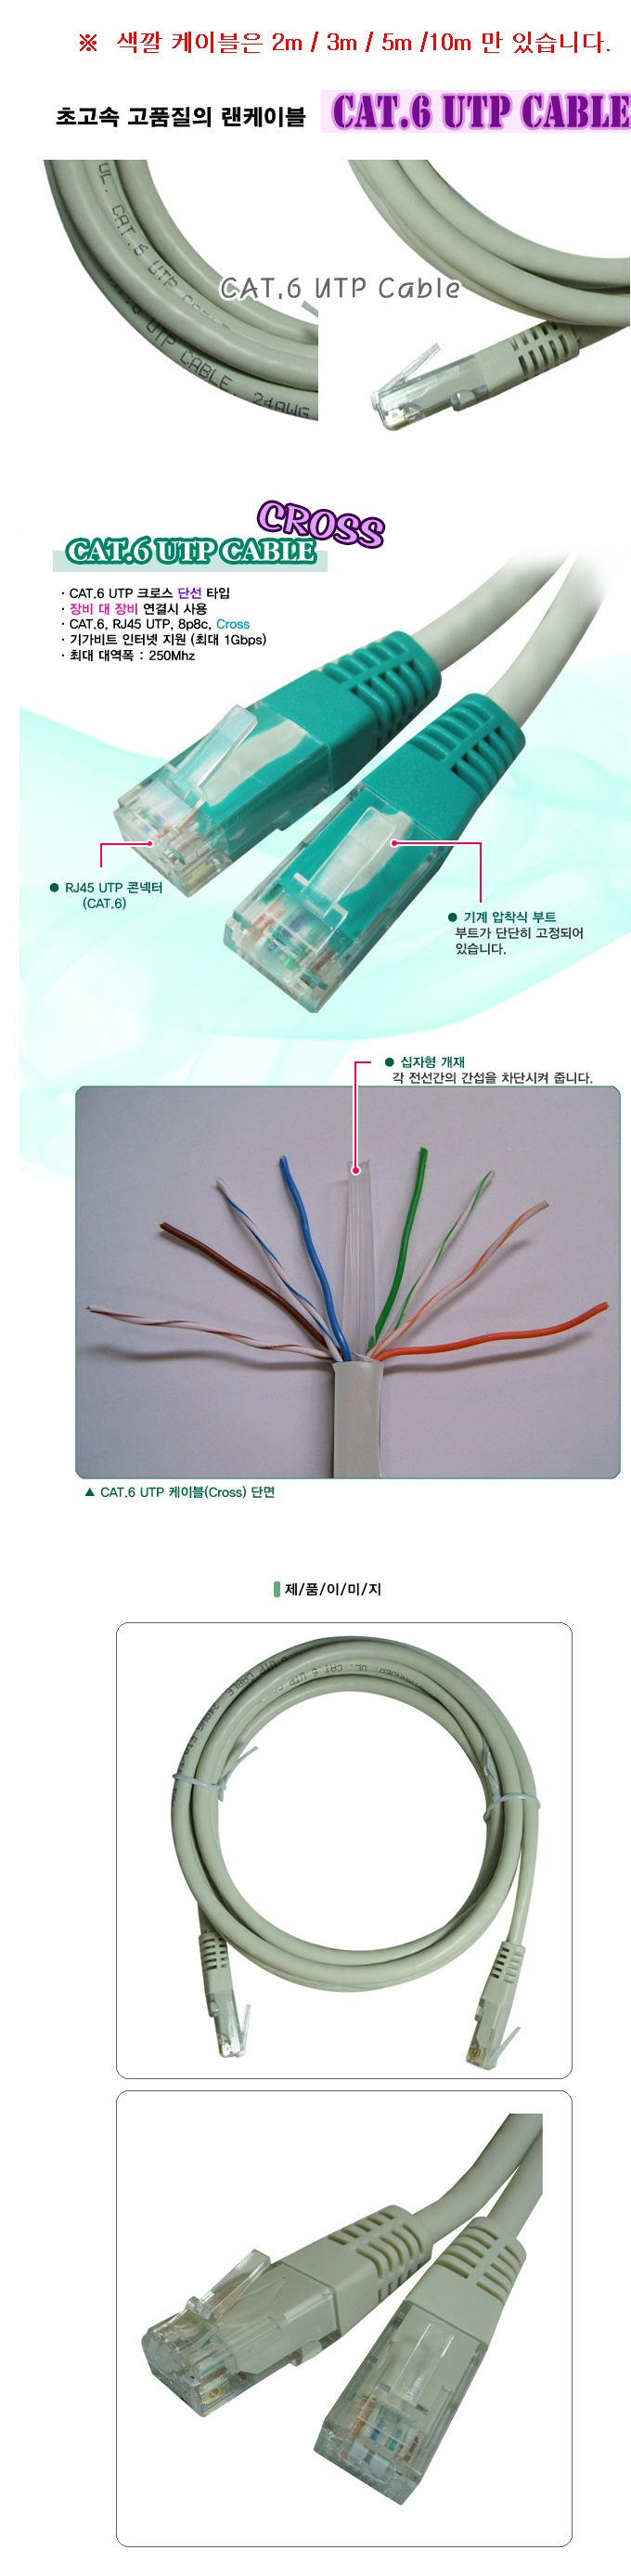 ※ 색깔 케이블은 2m / 3m / 5m /10m 만 있습니다.
초고속 고품질의 랜케이블 CAT.6 UTP CABLE
UL. CAT.6 UTP
UTP CABLE. 24AWG
CAT.6 UTP Cable
CROSS
CAT.6 UTP CABLE
· CAT.6 UTP 크로스 단선 타입
· 장비 대 장비 연결시 사용
· CAT.6, RJ45 UTP, 8p8c, Cross
· 기가비트 인터넷 지원 (최대 1Gbps)
· 최대 대역폭 : 250Mhz
● RJ45 UTP 콘넥터
(CAT.6)
● 기계 압착식 부트
부트가 단단히 고정되어
있습니다.
● 십자형 개재
각 전선간의 간섭을 차단시켜 줍니다.
▲ CAT.6 UTP 케이블(Cross) 단면
제/품/이/미/지